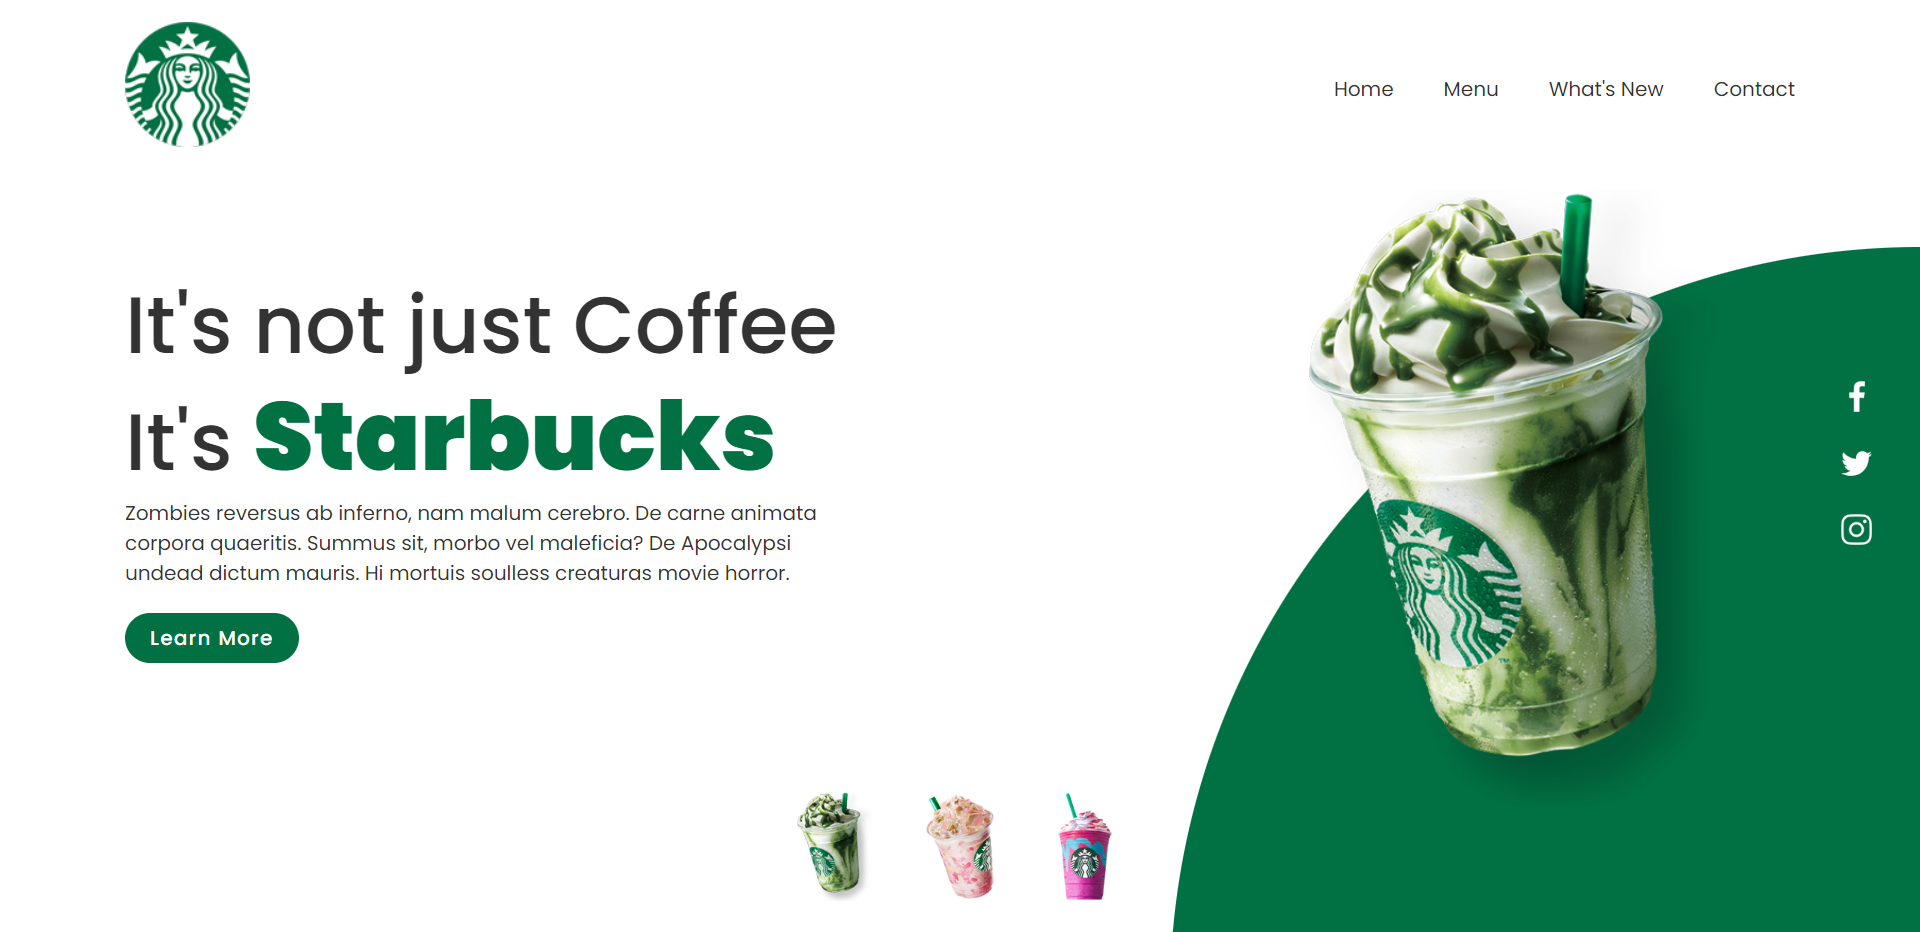 Home Menu What's New Contact
It's not just Coffee
It's Starbucks
Zombies reversus ab inferno, nam malum cerebro. De carne animata
corpora quaeritis. Summus sit, morbo vel maleficia? De Apocalypsi
undead dictum mauris. Hi mortuis soulless creaturas movie horror.
Learn More
TM